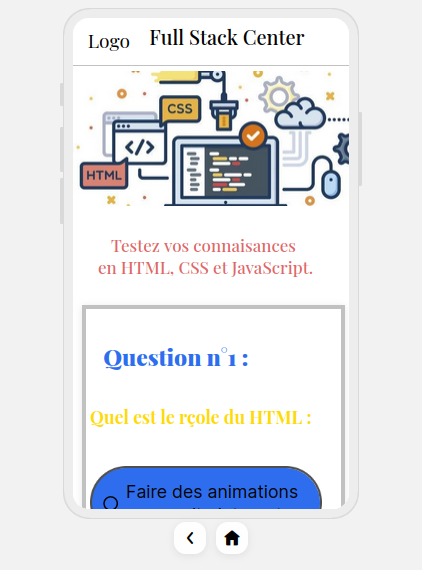 Logo
Full Stack Center
CSS
</>
HTML
Testez vos connaisances
en HTML, CSS et JavaScript.
Question n°1 :
Quel est le rçole du HTML :
Faire des animations